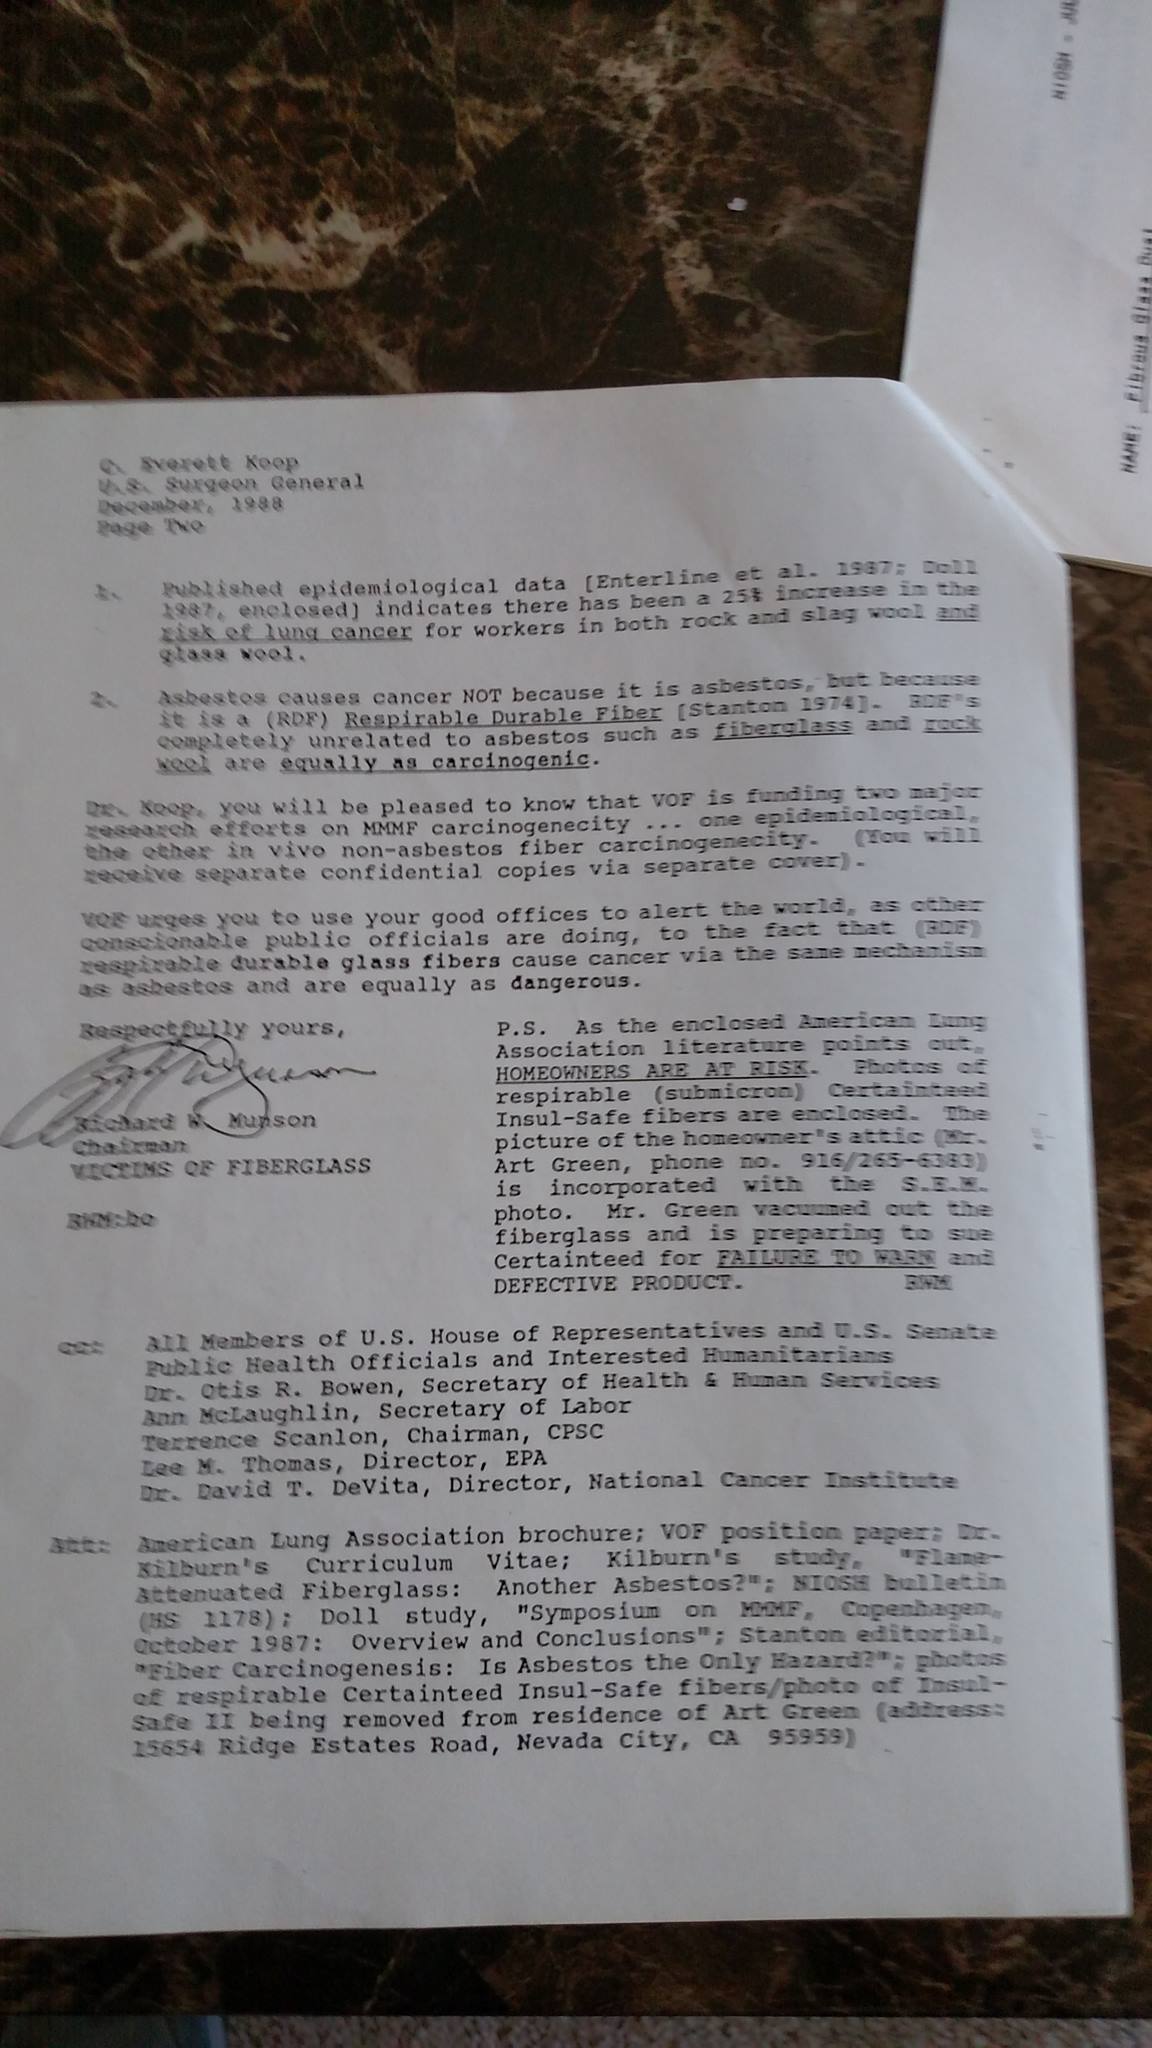 C. Everett Koop
U.S. Surgeon General
December, 1988
Page Two
1. Published epidemiological data [Enterline et al. 1987; Doll
1987, enclosed] indicates there has been a 25% increase in the
risk of lung cancer for workers in both rock and slag wool and
glass wool.
2. Asbestos causes cancer NOT because it is asbestos, but because
it is a (RDF) Respirable Durable Fiber [Stanton 1974]. RDF's
completely unrelated to asbestos such as fiberglass and rock
wool are equally as carcinogenic.
Dr. Koop, you will be pleased to know that VOF is funding two major
research efforts on MMMF carcinogenecity ... one epidemiological,
the other in vivo non-asbestos fiber carcinogenecity. (You will
receive separate confidential copies via separate cover).
VOF urges you to use your good offices to alert the world, as other
conscionable public officials are doing, to the fact that (RDF)
respirable durable glass fibers cause cancer via the same mechanism
as asbestos and are equally as dangerous.
Respectfully yours,
Richard W. Munson
Chairman
VICTIMS OF FIBERGLASS
RWM:bo
P.S. As the enclosed American Lung
Association literature points out,
HOMEOWNERS ARE AT RISK. Photos of
respirable (submicron) Certainteed
Insul-Safe fibers are enclosed. The
picture of the homeowner's attic (Mr.
Art Green, phone no. 916/265-6383)
is incorporated with the S.E.M.
photo. Mr. Green vacuumed out the
fiberglass and is preparing to sue
Certainteed for FAILURE TO WARN and
DEFECTIVE PRODUCT. RWM
cc: All Members of U.S. House of Representatives and U.S. Senate
Public Health Officials and Interested Humanitarians
Dr. Otis R. Bowen, Secretary of Health & Human Services
Ann McLaughlin, Secretary of Labor
Terrence Scanlon, Chairman, CPSC
Lee M. Thomas, Director, EPA
Dr. David T. DeVita, Director, National Cancer Institute
Att: American Lung Association brochure; VOF position paper; Dr.
Kilburn's Curriculum Vitae; Kilburn's study, "Flame-
Attenuated Fiberglass: Another Asbestos?"; NIOSH bulletin
(HS 1178); Doll study, "Symposium on MMMF, Copenhagen,
October 1987: Overview and Conclusions"; Stanton editorial,
"Fiber Carcinogenesis: Is Asbestos the Only Hazard?"; photos
of respirable Certainteed Insul-Safe fibers/photo of Insul-
Safe II being removed from residence of Art Green (address:
15654 Ridge Estates Road, Nevada City, CA 95959)
NIOSH -
NAME: Fibrous Glass Dust